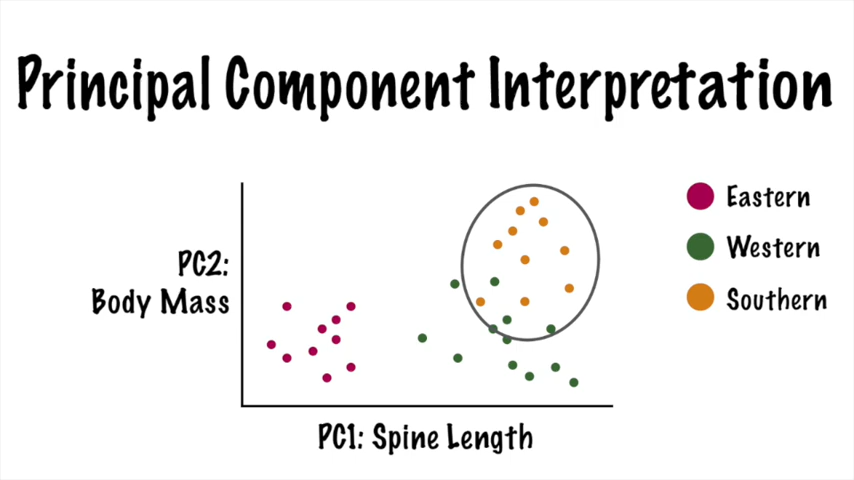 Principal Component Interpretation
Eastern
Western
Southern
PC2:
Body Mass
PC1: Spine Length